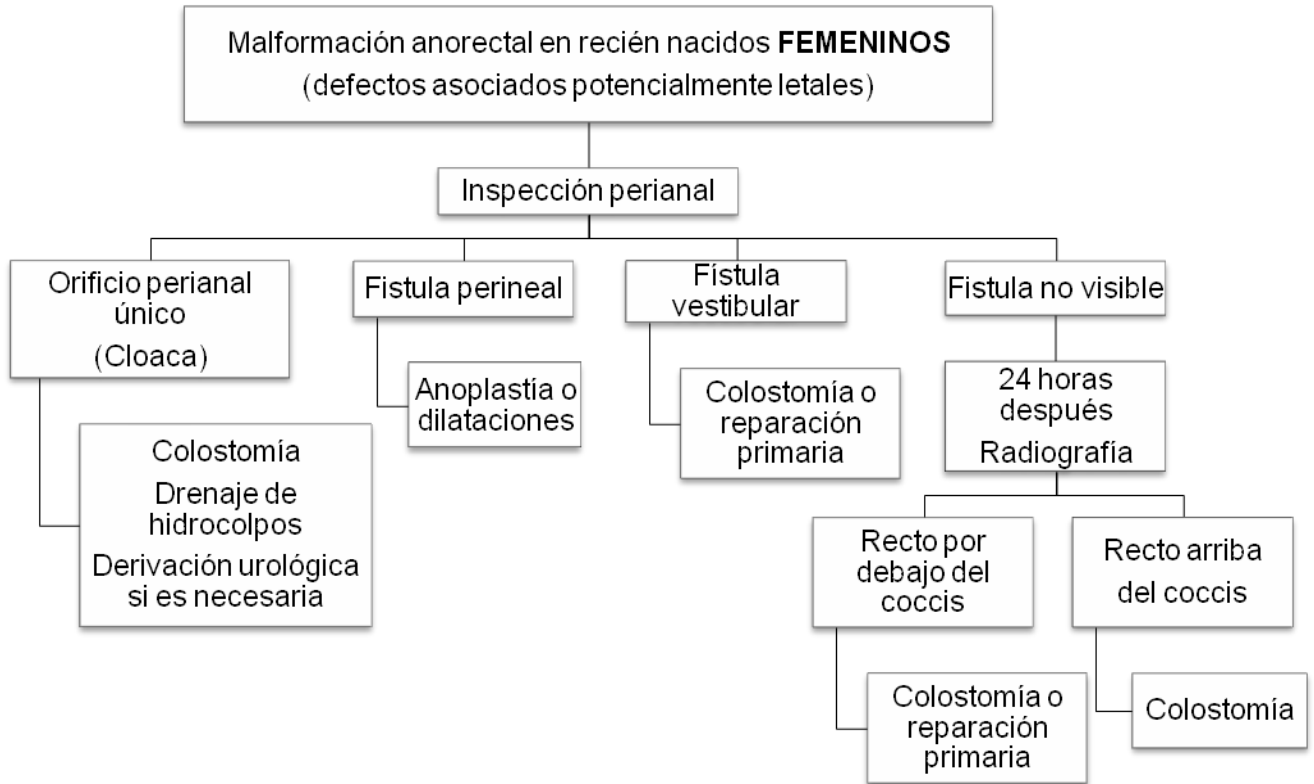 Malformación anorectal en recién nacidos FEMENINOS
(defectos asociados potencialmente letales)
Inspección perianal
Orificio perianal
único
(Cloaca)
Fistula perineal
Fístula
vestibular
Fistula no visible
Colostomía
Drenaje de
hidrocolpos
Derivación urológica
si es necesaria
Anoplastía o
dilataciones
Colostomía o
reparación
primaria
24 horas
después
Radiografía
Recto por
debajo del
coccis
Recto arriba
del coccis
Colostomía o
reparación
primaria
Colostomía